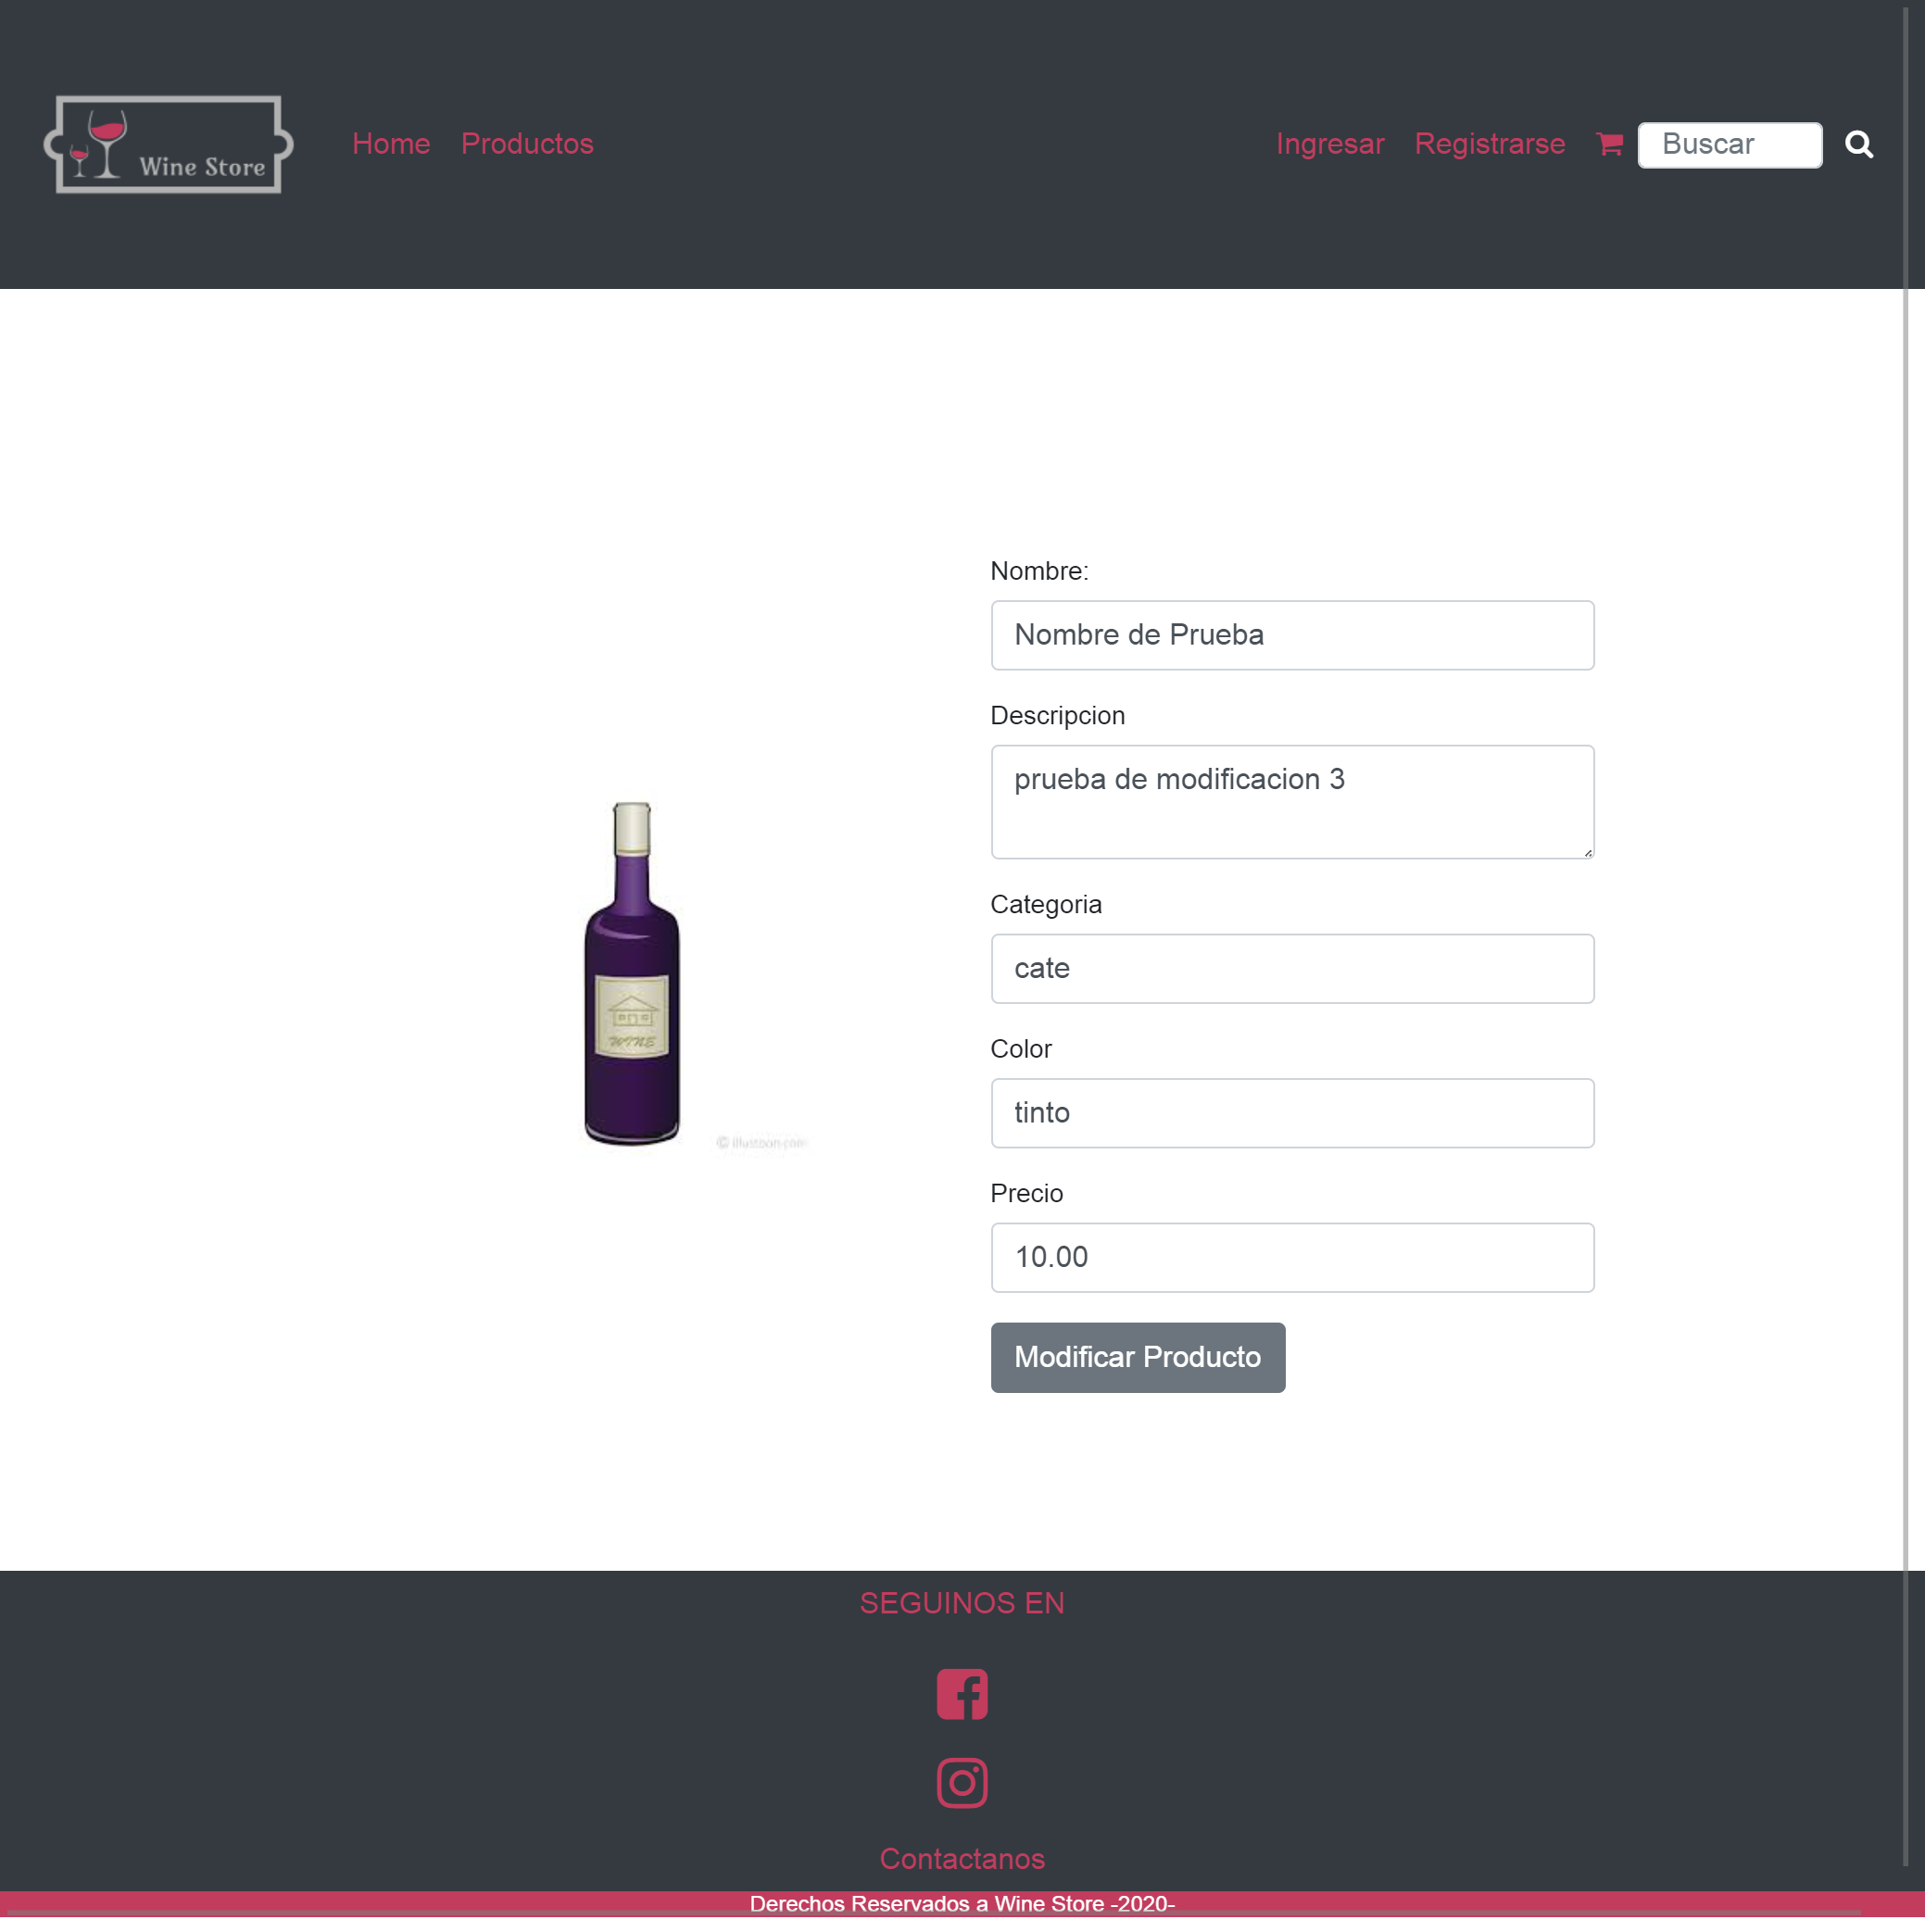 Wine Store
Home
Productos
Ingresar
Registrarse
Buscar
Nombre:
Nombre de Prueba
Descripcion
prueba de modificacion 3
Categoria
cate
WINE
© illustoon.com
Color
tinto
Precio
10.00
Modificar Producto
SEGUINOS EN
Contactanos
Derechos Reservados a Wine Store -2020-